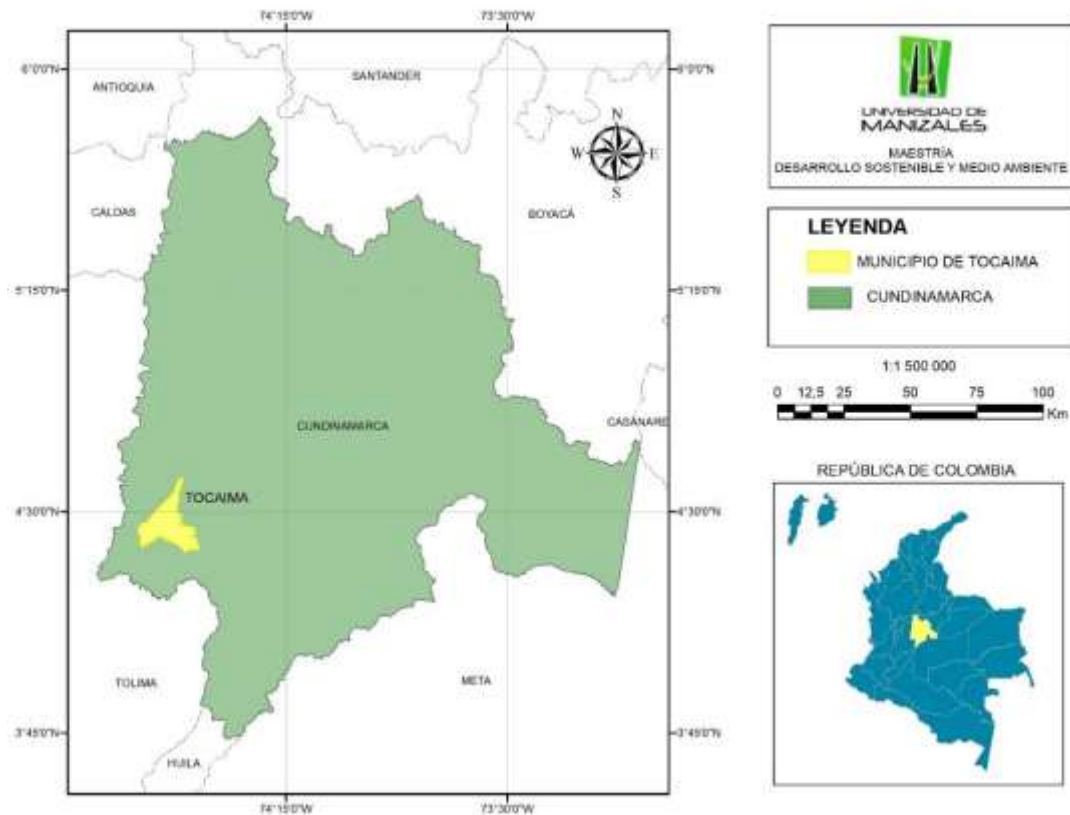 74°15'0"W
73°30'0"W
6°0'0"N
6°0'0"N
ANTIOQUIA
SANTANDER
N
W
E
S
CALDAS
BOYACÁ
5°15'0"N
5°15'0"N
CUNDINAMARCA
CASANARE
TOCAIMA
4°30'0"N
4°30'0"N
TOLIMA
META
3°45'0"N
3°45'0"N
HUILA
74°15'0"W
73°30'0"W
UNIVERSIDAD DE
MANIZALES
MAESTRÍA
DESARROLLO SOSTENIBLE Y MEDIO AMBIENTE
LEYENDA
MUNICIPIO DE TOCAIMA
CUNDINAMARCA
1:1 500 000
0 12,5 25 50 75 100
Km
REPÚBLICA DE COLOMBIA